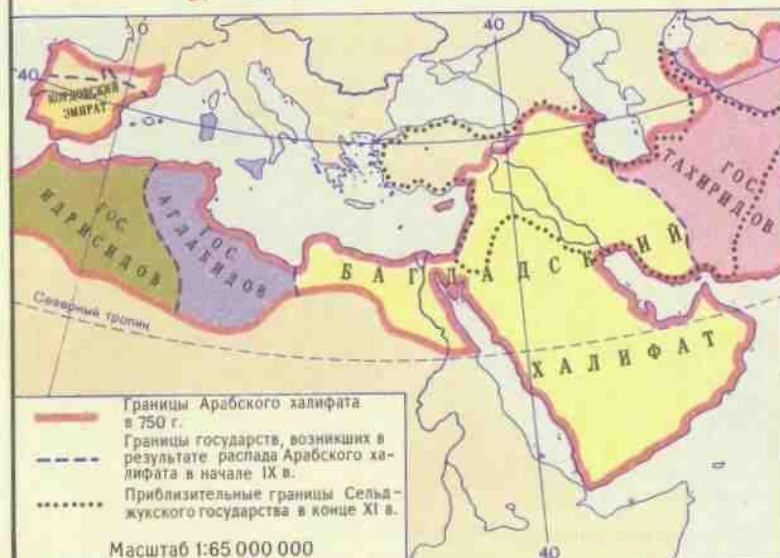 0
40
40
40
КОРДОВСКИЙ
ЭМИРАТ
ГОС.
ИДРИСИДОВ
ГОС.
АГЛАБИДОВ
ГОС.
ТАХИРИДОВ
БАГДАДСКИЙ
ХАЛИФАТ
Северный тропик
Границы Арабского халифата
в 750 г.
Границы государств, возникших в
результате распада Арабского ха-
лифата в начале IX в.
Приблизительные границы Сельд-
жукского государства в конце XI в.
Масштаб 1:65 000 000
40